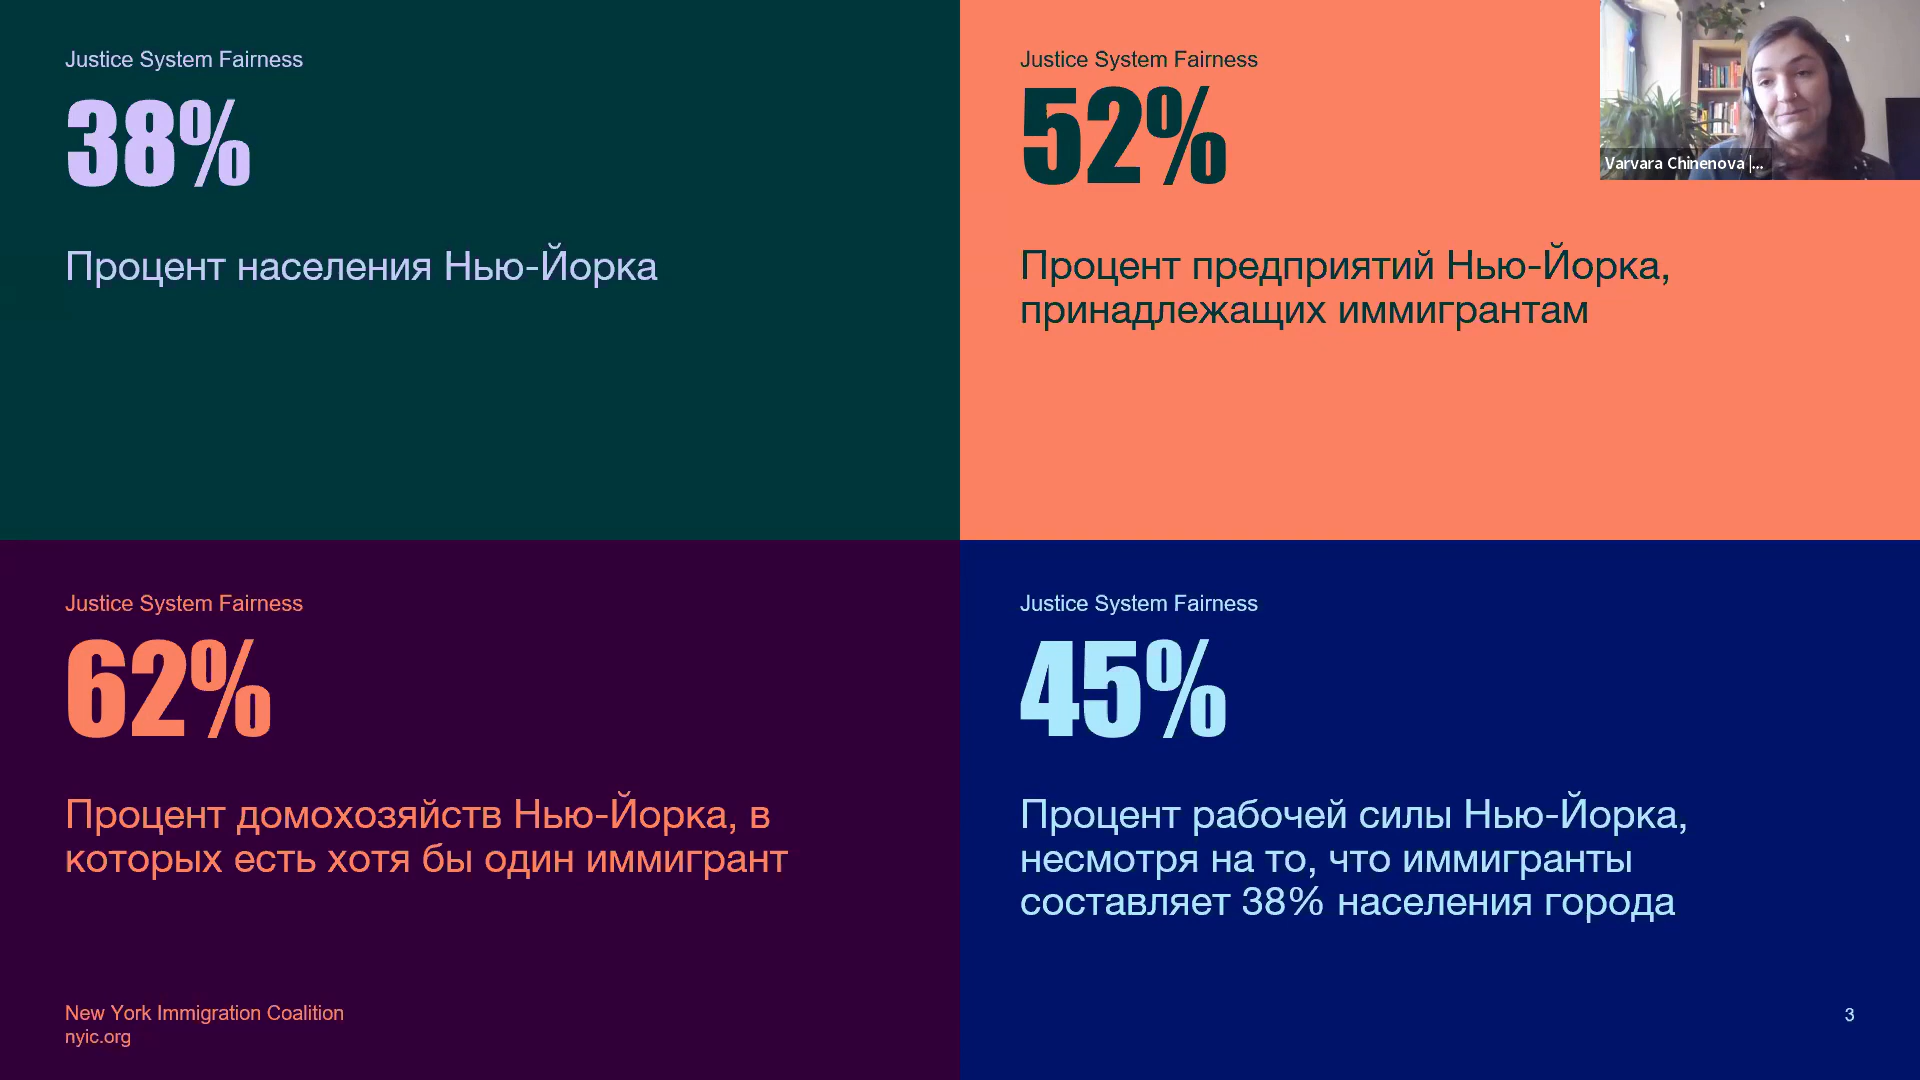 Justice System Fairness
38%
Процент населения Нью-Йорка
Justice System Fairness
52%
Процент предприятий Нью-Йорка,
принадлежащих иммигрантам
Varvara Chinenova |...
Justice System Fairness
62%
Процент домохозяйств Нью-Йорка, в
которых есть хотя бы один иммигрант
Justice System Fairness
45%
Процент рабочей силы Нью-Йорка,
несмотря на то, что иммигранты
составляет 38% населения города
New York Immigration Coalition
nyic.org
3